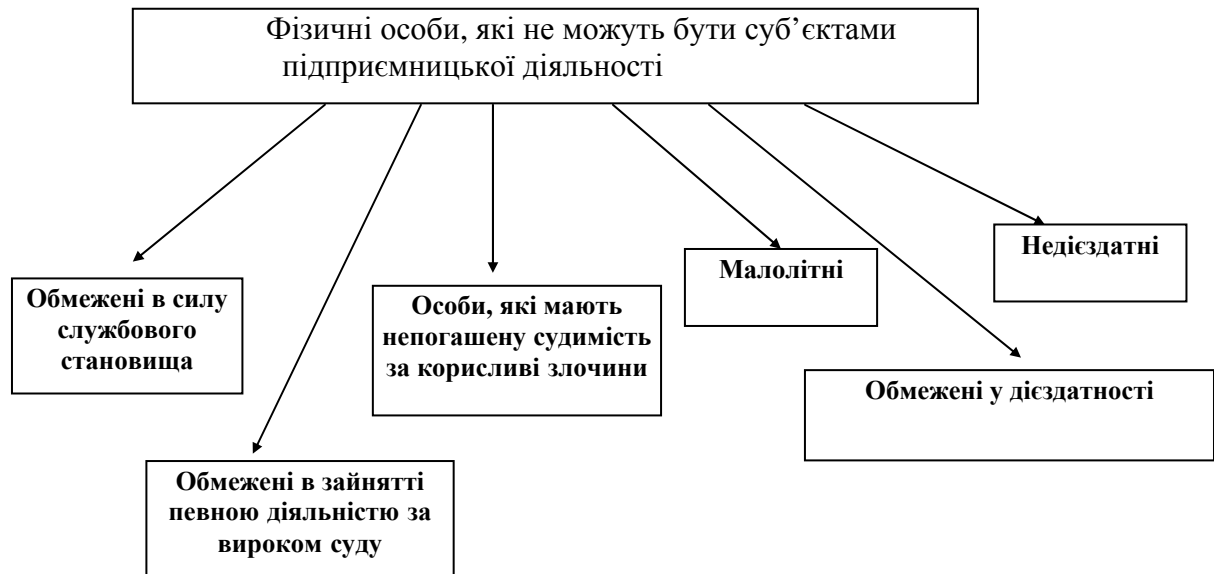 Фізичні особи, які не можуть бути суб’єктами
підприємницької діяльності
Обмежені в силу
службового
становища
Обмежені в зайнятті
певною діяльністю за
вироком суду
Особи, які мають
непогашену судимість
за корисливі злочини
Малолітні
Обмежені у дієздатності
Недієздатні